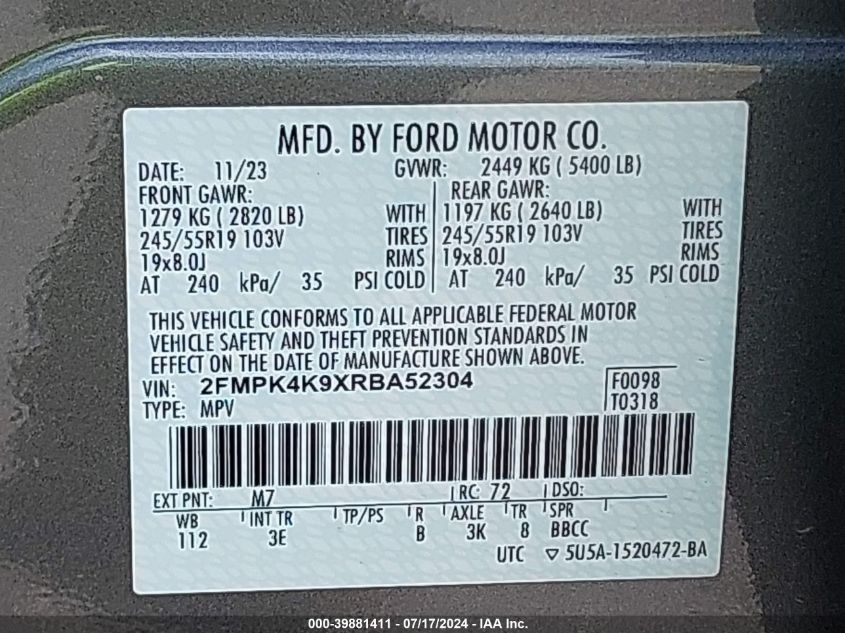 MFD. BY FORD MOTOR CO.
DATE: 11/23 GVWR: 2449 KG ( 5400 LB)
FRONT GAWR: REAR GAWR:
1279 KG ( 2820 LB) WITH 1197 KG ( 2640 LB) WITH
245/55R19 103V TIRES 245/55R19 103V TIRES
19x8.0J RIMS 19x8.0J RIMS
AT 240 kPa/ 35 PSI COLD AT 240 kPa/ 35 PSI COLD
THIS VEHICLE CONFORMS TO ALL APPLICABLE FEDERAL MOTOR
VEHICLE SAFETY AND THEFT PREVENTION STANDARDS IN
EFFECT ON THE DATE OF MANUFACTURE SHOWN ABOVE.
VIN: 2FMPK4K9XRBA52304 F0098
TYPE: MPV T0318
EXT PNT: M7 RC: 72 DSO:
WB INT TR TP/PS R AXLE TR SPR
112 3E B 3K 8 BBCC
UTC ▽ 5U5A-1520472-BA
000-39881411 - 07/17/2024 - IAA Inc.